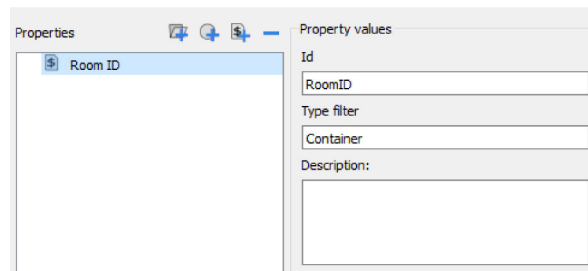 Properties
Room ID
Property values
Id
RoomID
Type filter
Container
Description: